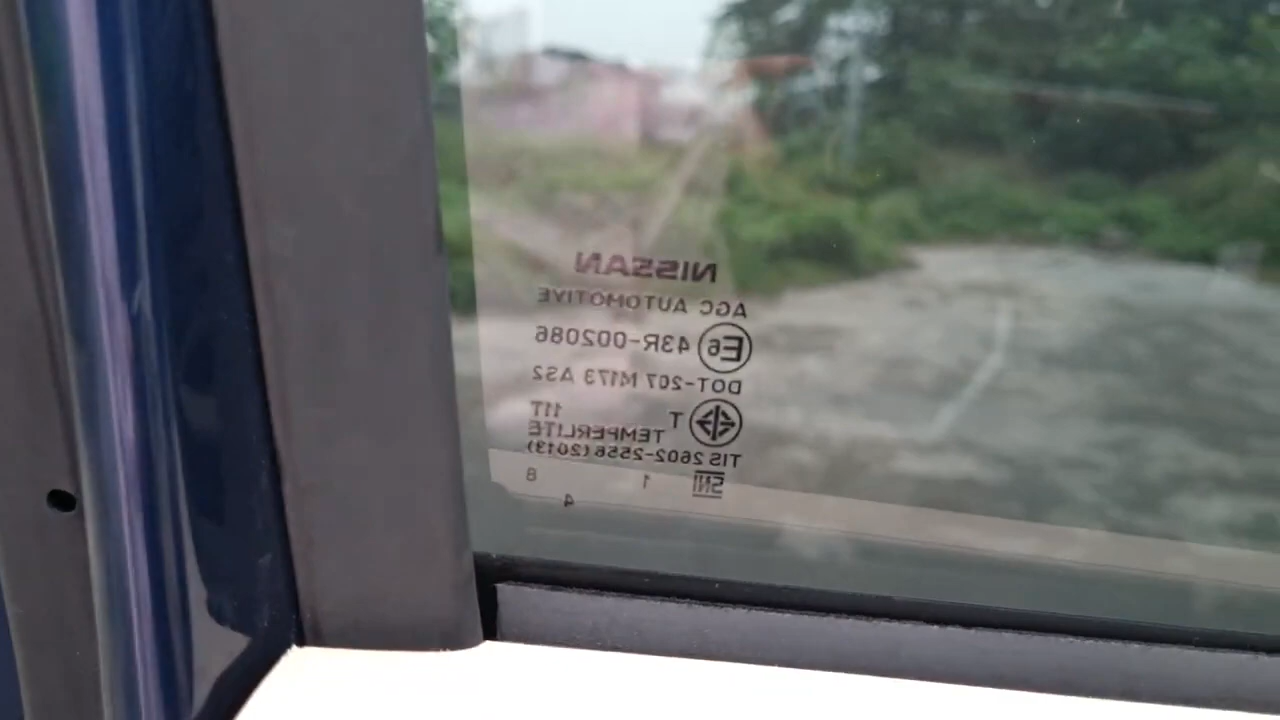 NISSAN
AGC AUTOMOTIVE
E6 43R-002086
DOT-207 M173 AS2
T 11T
TEMPERLITE
TIS 2602-2556 (2013)
SNI 1 8
4